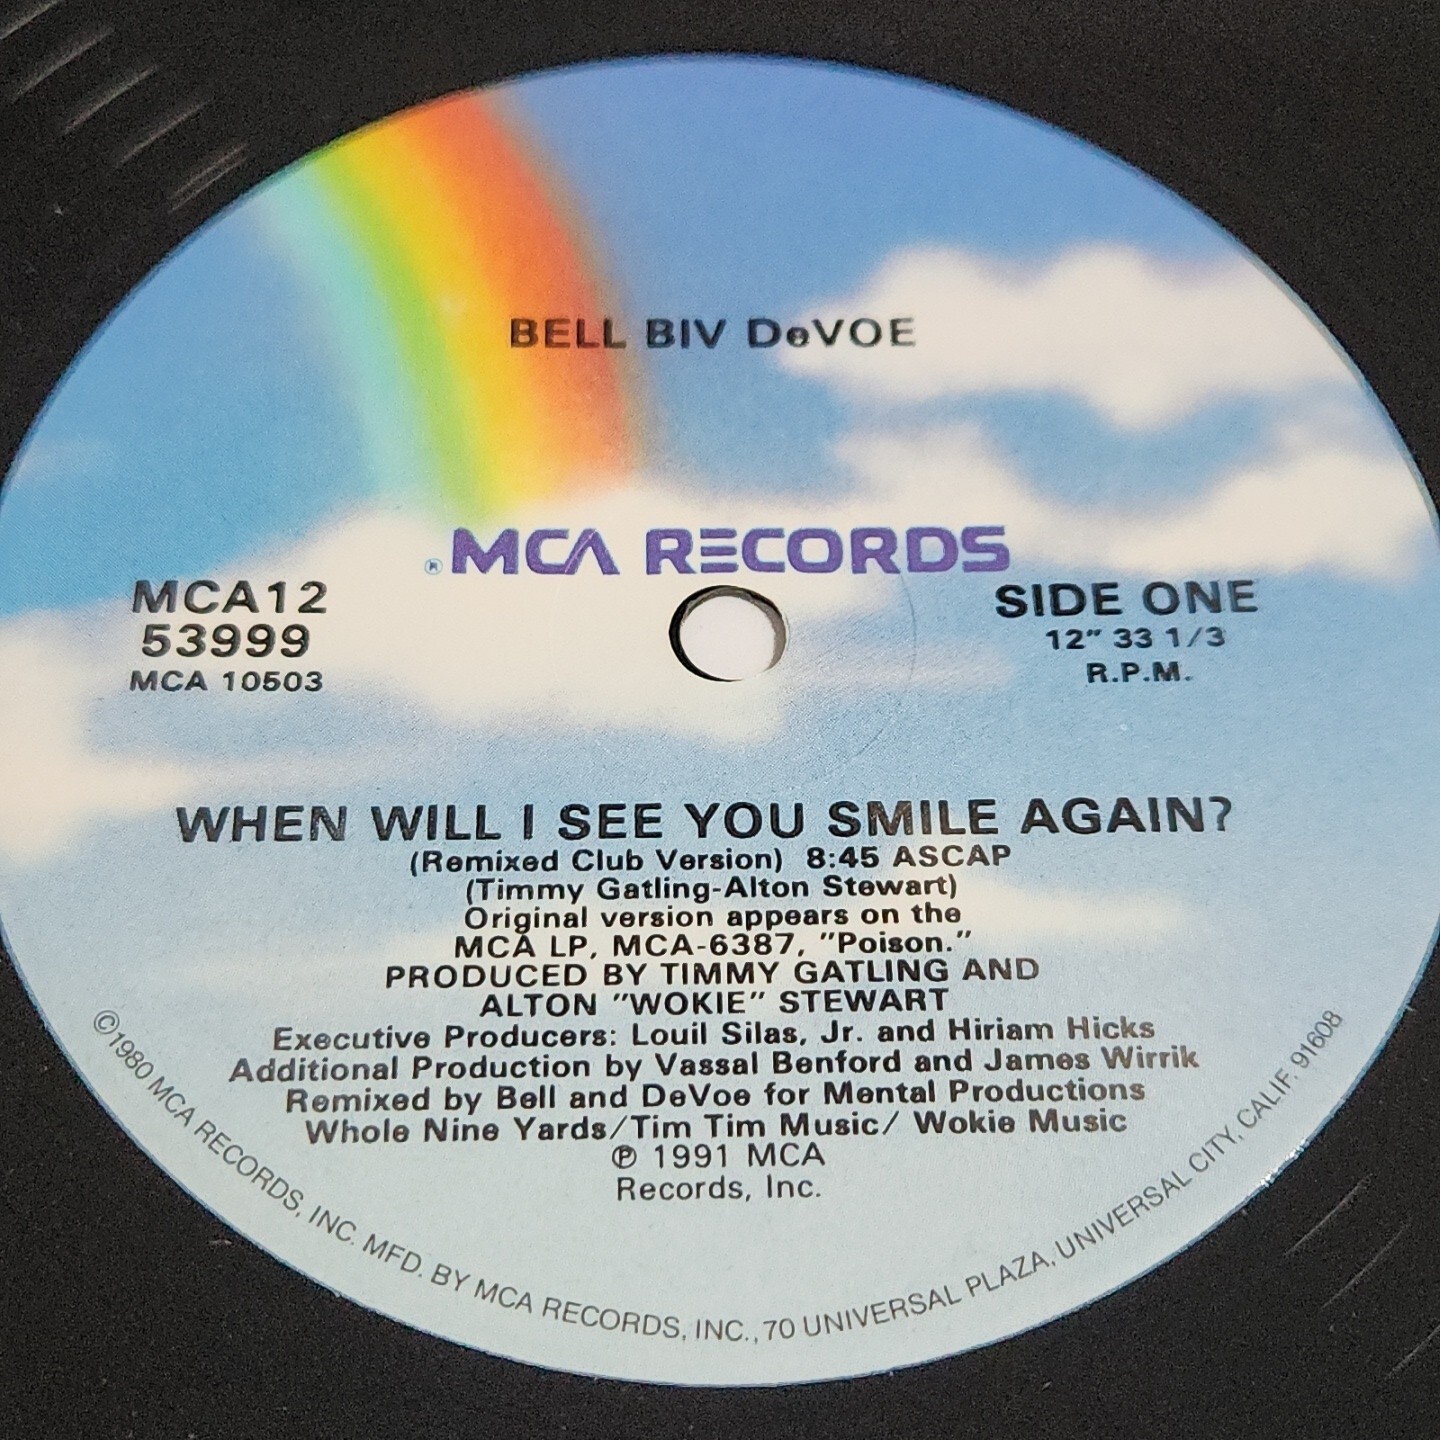 BELL BIV DeVOE
® MCA RECORDS
MCA12
53999
MCA 10503
SIDE ONE
12" 33 1/3
R.P.M.
WHEN WILL I SEE YOU SMILE AGAIN?
(Remixed Club Version) 8:45 ASCAP
(Timmy Gatling-Alton Stewart)
Original version appears on the
MCA LP, MCA-6387, "Poison."
PRODUCED BY TIMMY GATLING AND
ALTON "WOKIE" STEWART
Executive Producers: Louil Silas, Jr. and Hiriam Hicks
Additional Production by Vassal Benford and James Wirrik
Remixed by Bell and DeVoe for Mental Productions
Whole Nine Yards/Tim Tim Music/ Wokie Music
℗ 1991 MCA
Records, Inc.
©1980 MCA RECORDS, INC. MFD. BY MCA RECORDS, INC., 70 UNIVERSAL PLAZA, UNIVERSAL CITY, CALIF. 91608